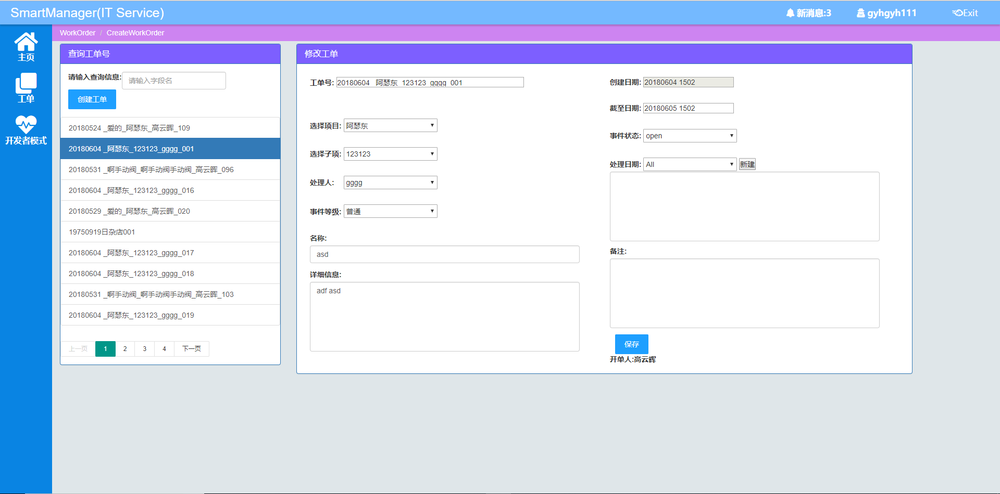 SmartManager(IT Service)
新消息:3
gyhgyh111
Exit
WorkOrder / CreateWorkOrder
主页
工单
开发者模式
查询工单号
请输入查询信息:
请输入字段名
创建工单
20180524 _爱的_阿瑟东_高云晖_109
20180604 _阿瑟东_123123_gggg_001
20180531 _啊手动阀_啊手动阀手动阀_高云晖_096
20180604 _阿瑟东_123123_gggg_016
20180529 _爱的_阿瑟东_高云晖_020
19750919日杂店001
20180604 _阿瑟东_123123_gggg_017
20180604 _阿瑟东_123123_gggg_018
20180531 _啊手动阀_啊手动阀手动阀_高云晖_103
20180604 _阿瑟东_123123_gggg_019
上一页 1 2 3 4 下一页
修改工单
工单号: 20180604 _阿瑟东_123123_gggg_001
选择项目: 阿瑟东
选择子项: 123123
处理人: gggg
事件等级: 普通
名称:
asd
详细信息:
adf asd
创建日期: 20180604 1502
截至日期: 20180605 1502
事件状态: open
处理日期: All 新建
备注:
保存
开单人:高云晖